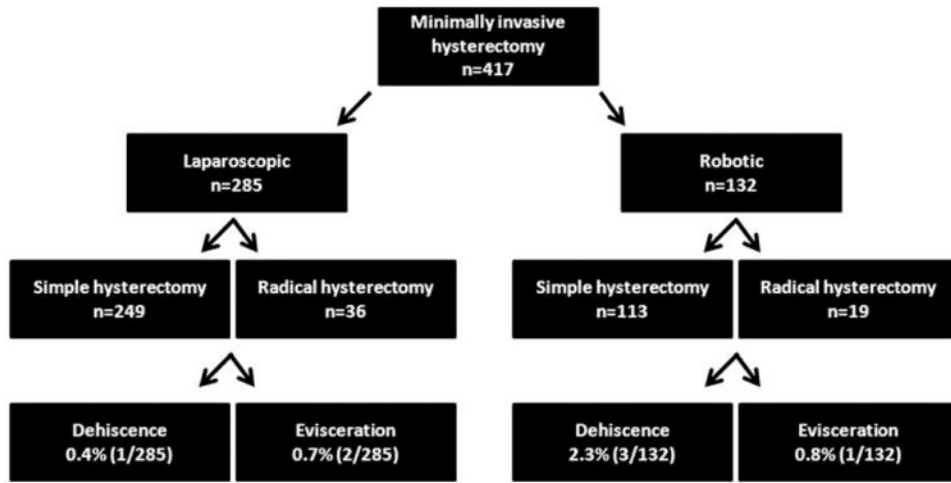 Minimally invasive
hysterectomy
n=417
Laparoscopic
n=285
Robotic
n=132
Simple hysterectomy
n=249
Radical hysterectomy
n=36
Simple hysterectomy
n=113
Radical hysterectomy
n=19
Dehiscence
0.4% (1/285)
Evisceration
0.7% (2/285)
Dehiscence
2.3% (3/132)
Evisceration
0.8% (1/132)